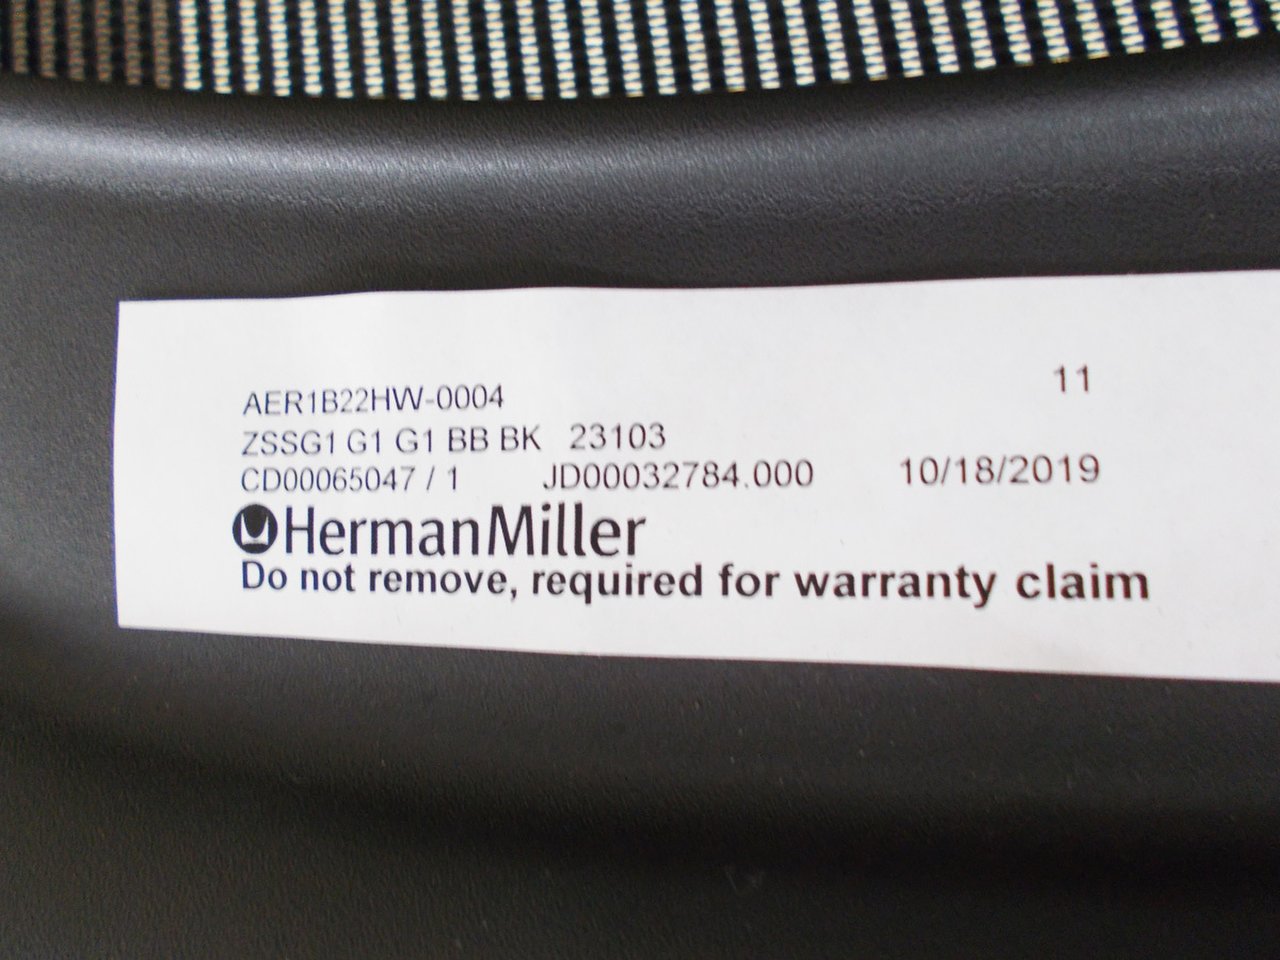 11
AER1B22HW-0004
ZSSG1 G1 G1 BB BK 23103
CD00065047 / 1 JD00032784.000 10/18/2019
HermanMiller
Do not remove, required for warranty claim